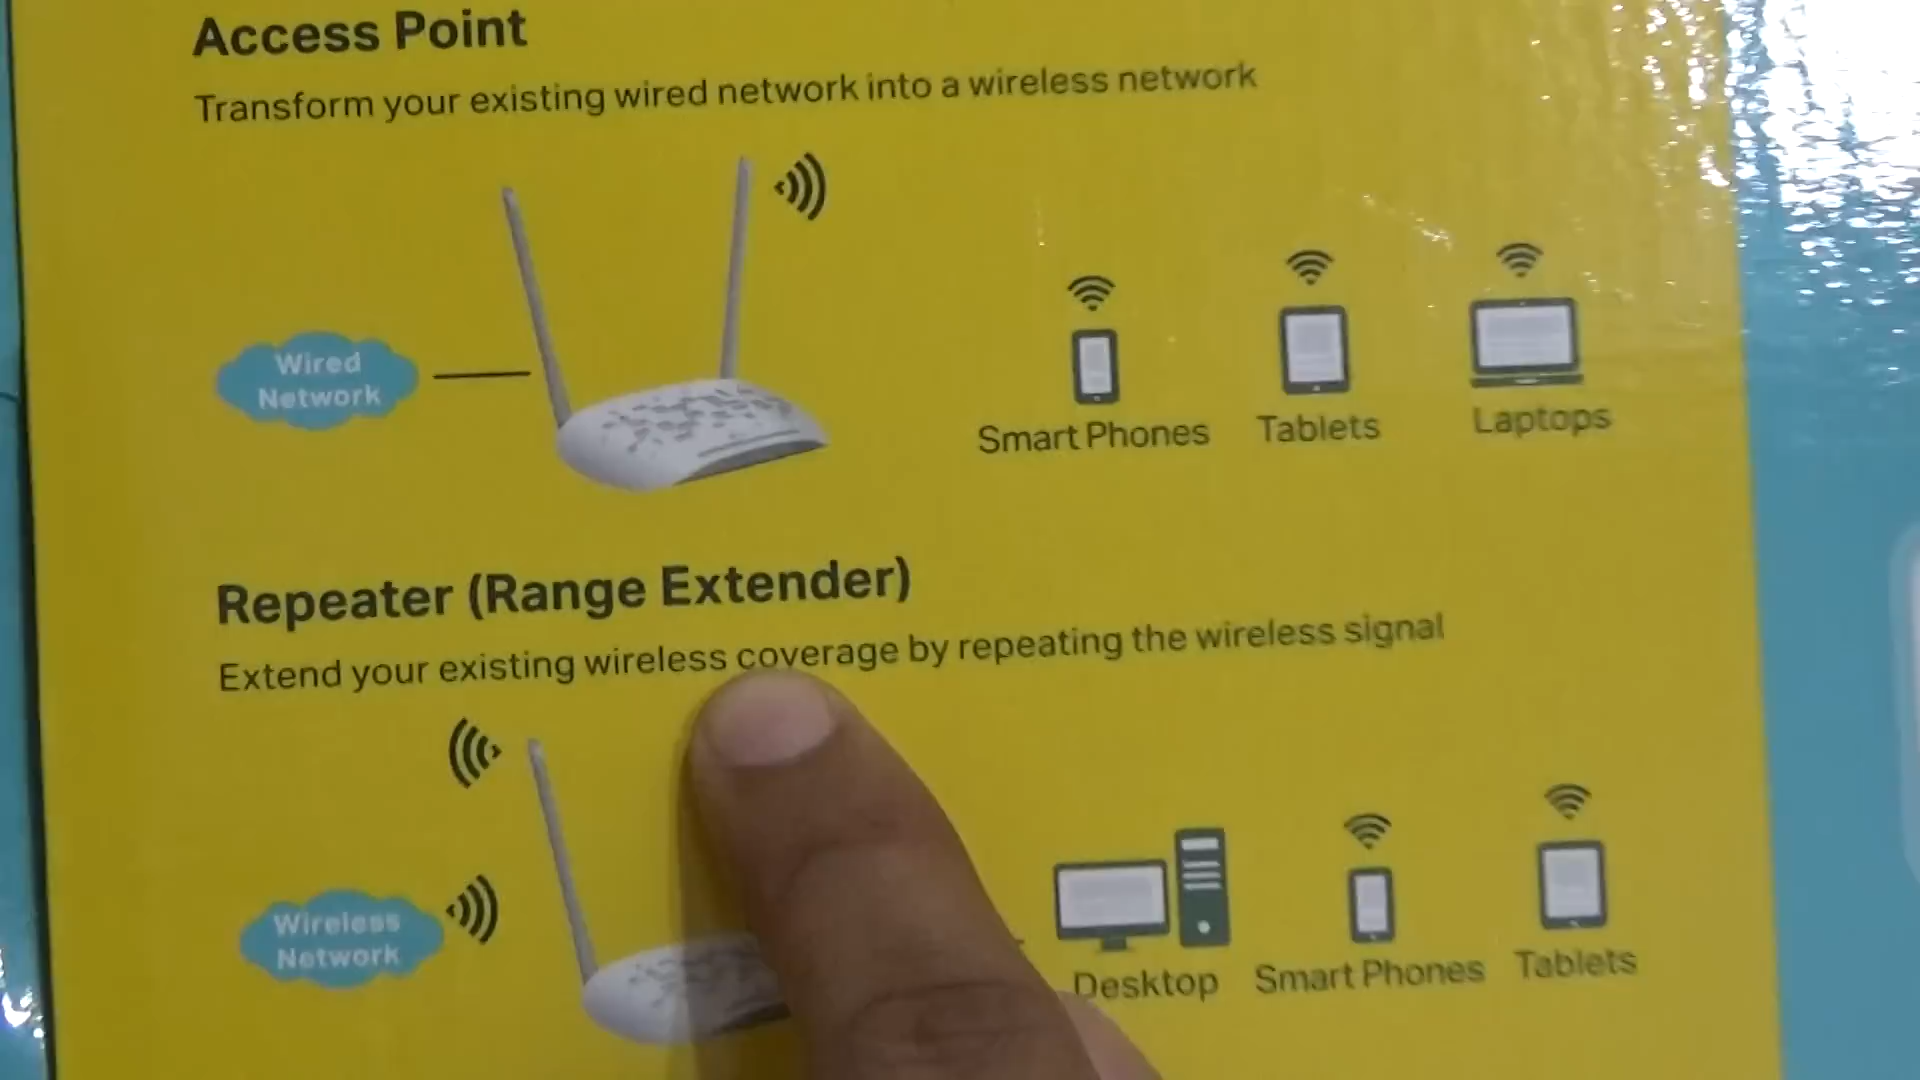 Access Point
Transform your existing wired network into a wireless network
Wired
Network
Smart Phones
Tablets
Laptops
Repeater (Range Extender)
Extend your existing wireless coverage by repeating the wireless signal
Wireless
Network
Desktop
Smart Phones
Tablets